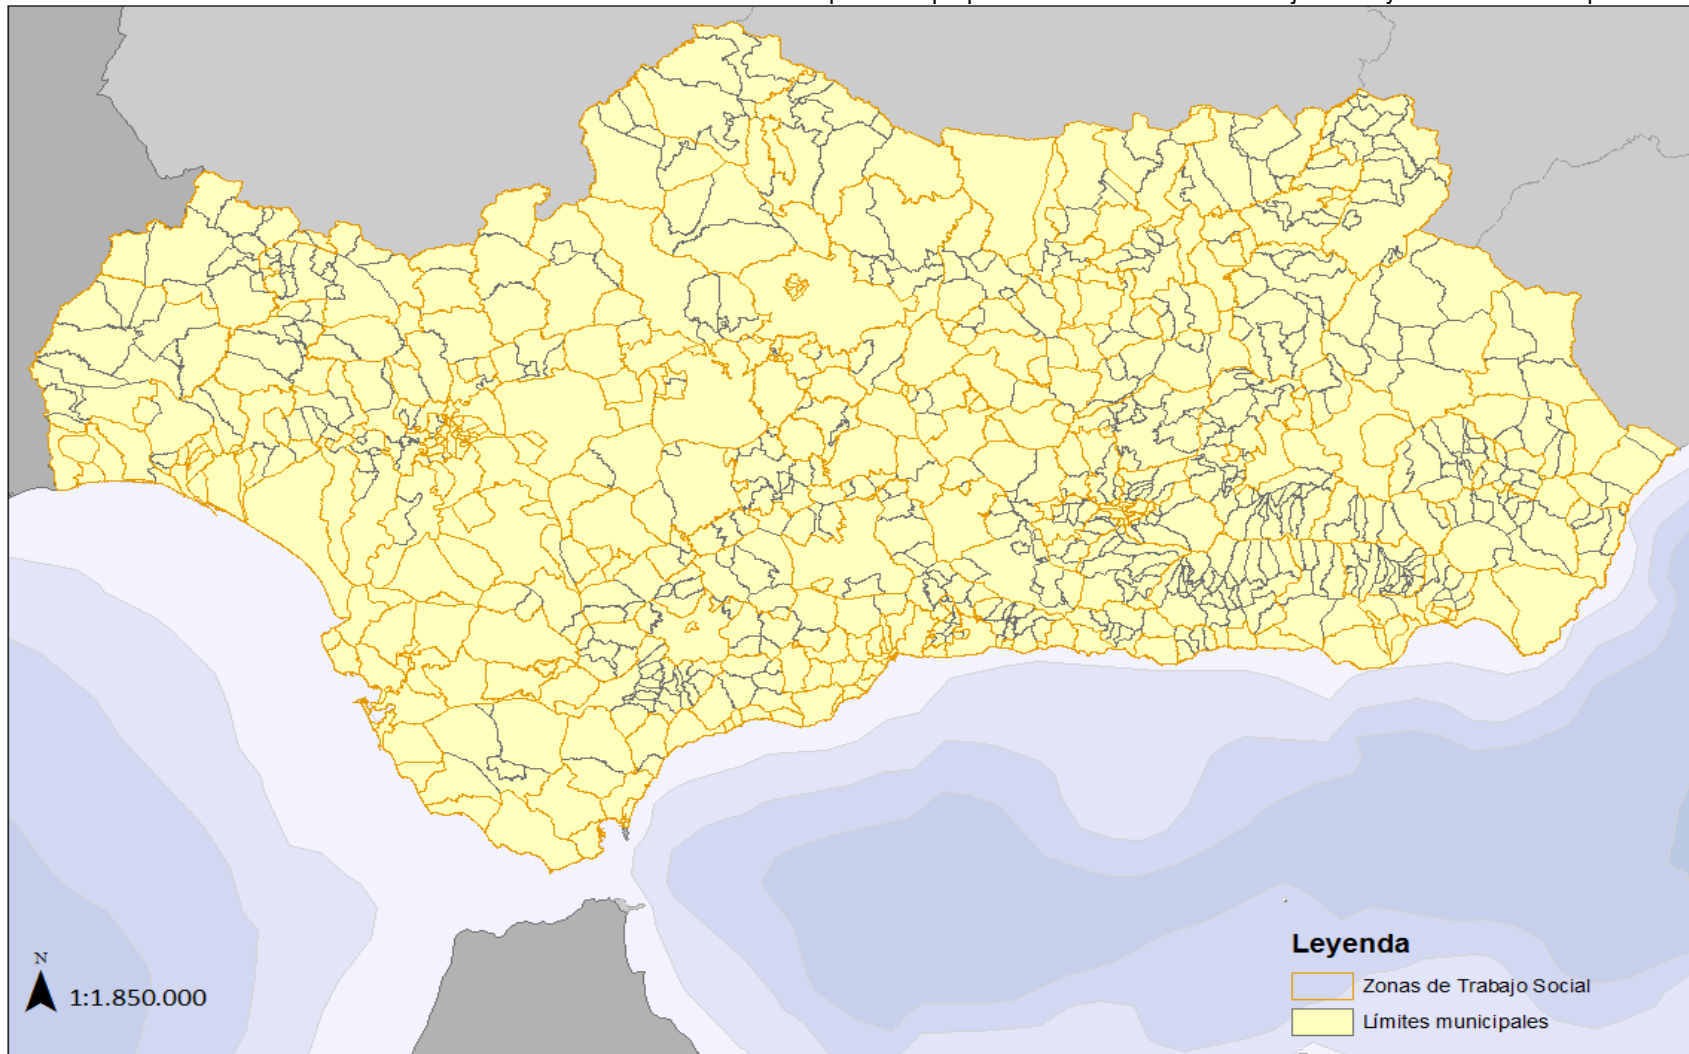 N
1:1.850.000
Leyenda
Zonas de Trabajo Social
Límites municipales